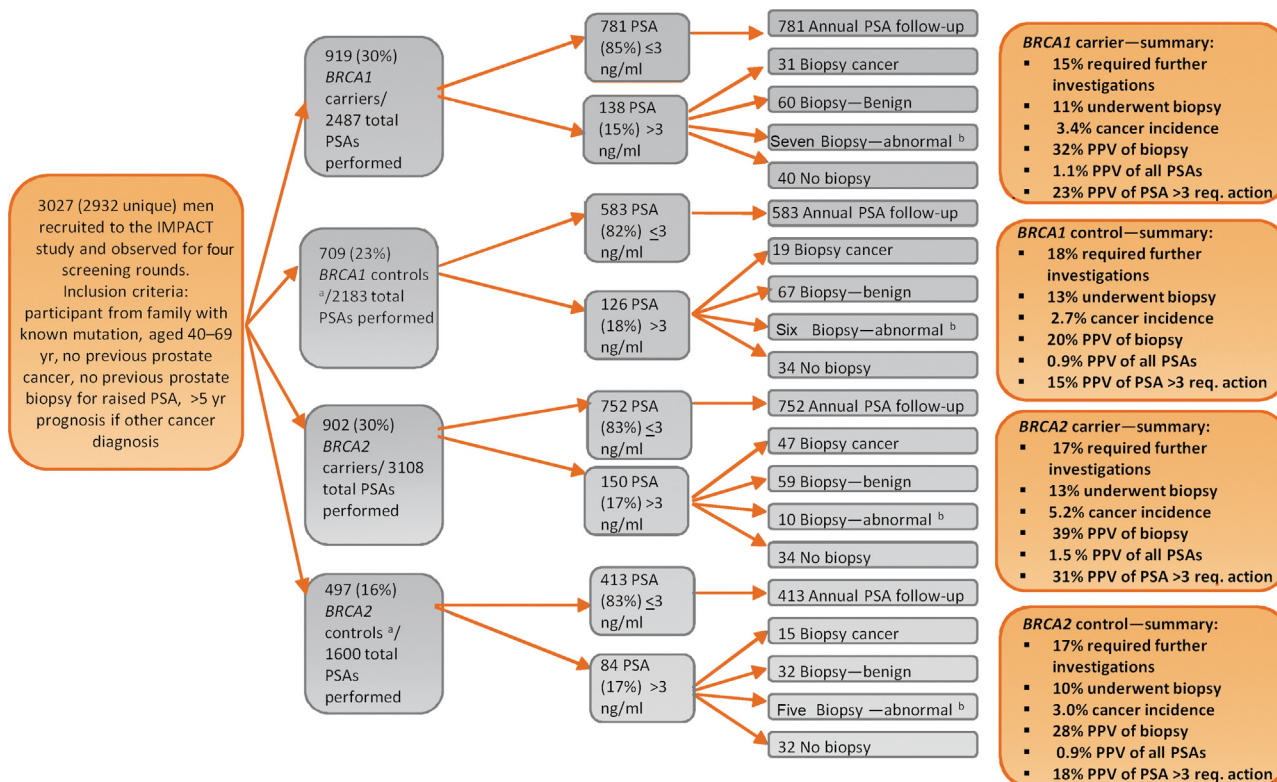 3027 (2932 unique) men
recruited to the IMPACT
study and observed for four
screening rounds.
Inclusion criteria:
participant from family with
known mutation, aged 40–69
yr, no previous prostate
cancer, no previous prostate
biopsy for raised PSA, >5 yr
prognosis if other cancer
diagnosis
919 (30%)
BRCA1
carriers/
2487 total
PSAs
performed
781 PSA
(85%) ≤3
ng/ml
138 PSA
(15%) >3
ng/ml
781 Annual PSA follow-up
31 Biopsy cancer
60 Biopsy—Benign
Seven Biopsy—abnormal b
40 No biopsy
BRCA1 carrier—summary:
▪ 15% required further
investigations
▪ 11% underwent biopsy
▪ 3.4% cancer incidence
▪ 32% PPV of biopsy
▪ 1.1% PPV of all PSAs
▪ 23% PPV of PSA >3 req. action
709 (23%)
BRCA1 controls
a/2183 total
PSAs performed
583 PSA
(82%) ≤3
ng/ml
126 PSA
(18%) >3
ng/ml
583 Annual PSA follow-up
19 Biopsy cancer
67 Biopsy—benign
Six Biopsy—abnormal b
34 No biopsy
BRCA1 control—summary:
▪ 18% required further
investigations
▪ 13% underwent biopsy
▪ 2.7% cancer incidence
▪ 20% PPV of biopsy
▪ 0.9% PPV of all PSAs
▪ 15% PPV of PSA >3 req. action
902 (30%)
BRCA2
carriers/ 3108
total PSAs
performed
752 PSA
(83%) ≤3
ng/ml
150 PSA
(17%) >3
ng/ml
752 Annual PSA follow-up
47 Biopsy cancer
59 Biopsy—benign
10 Biopsy—abnormal b
34 No biopsy
BRCA2 carrier—summary:
▪ 17% required further
investigations
▪ 13% underwent biopsy
▪ 5.2% cancer incidence
▪ 39% PPV of biopsy
▪ 1.5 % PPV of all PSAs
▪ 31% PPV of PSA >3 req. action
497 (16%)
BRCA2
controls a/
1600 total
PSAs
performed
413 PSA
(83%) ≤3
ng/ml
84 PSA
(17%) >3
ng/ml
413 Annual PSA follow-up
15 Biopsy cancer
32 Biopsy—benign
Five Biopsy —abnormal b
32 No biopsy
BRCA2 control—summary:
▪ 17% required further
investigations
▪ 10% underwent biopsy
▪ 3.0% cancer incidence
▪ 28% PPV of biopsy
▪ 0.9% PPV of all PSAs
▪ 18% PPV of PSA >3 req. action